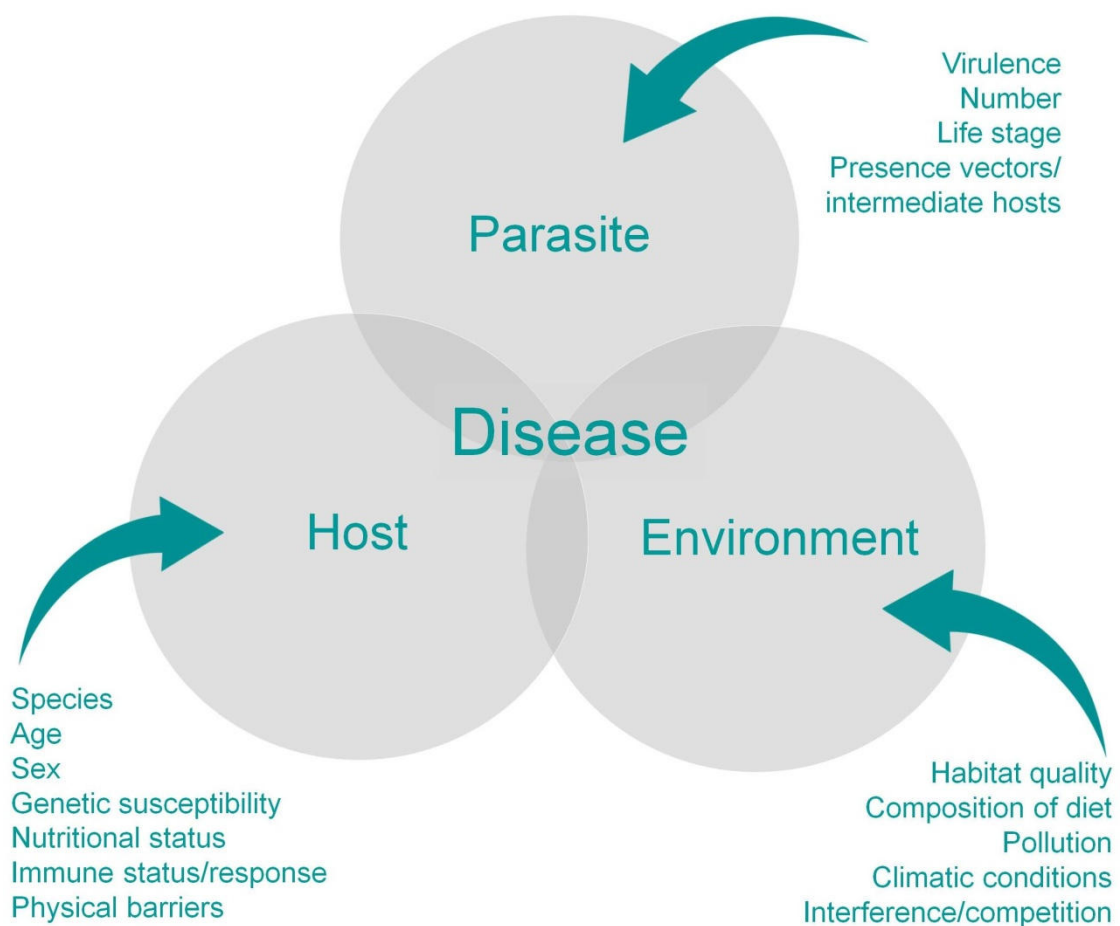 Virulence
Number
Life stage
Presence vectors/
intermediate hosts
Parasite
Disease
Host
Environment
Species
Age
Sex
Genetic susceptibility
Nutritional status
Immune status/response
Physical barriers
Habitat quality
Composition of diet
Pollution
Climatic conditions
Interference/competition